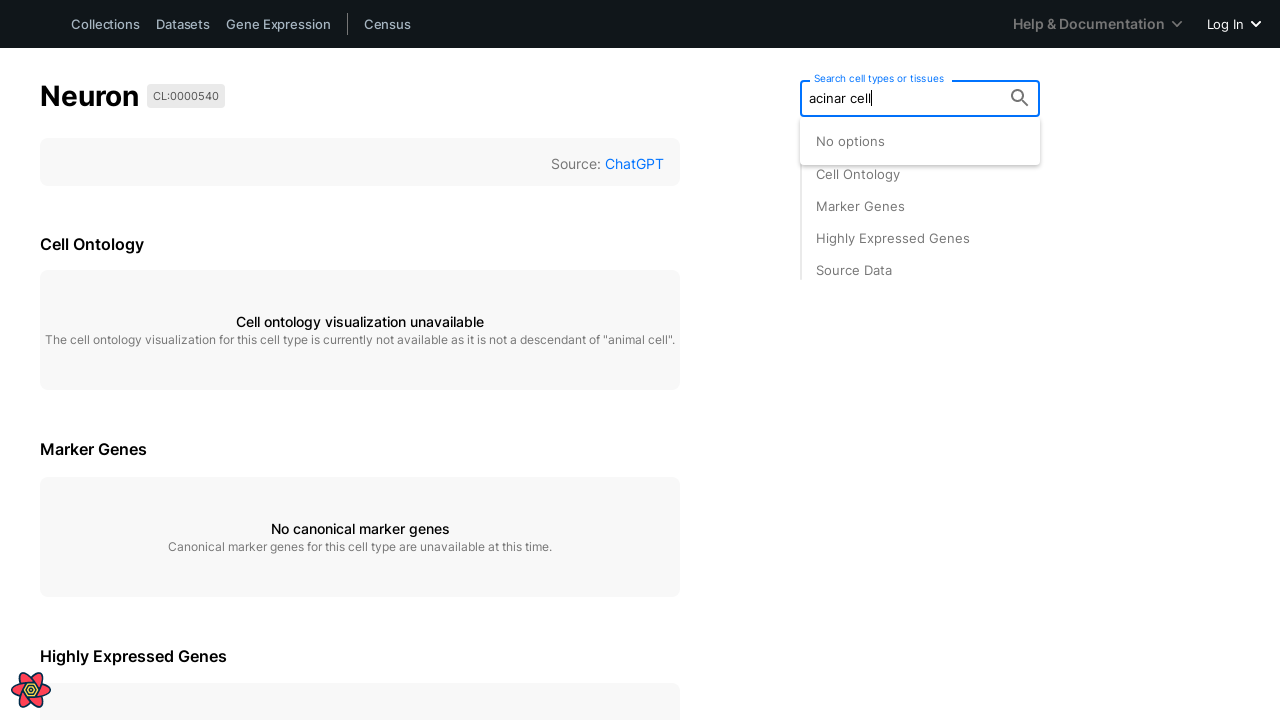 Collections Datasets Gene Expression Census Help & Documentation Log In
Neuron CL:0000540
Search cell types or tissues
acinar cell
No options
Source: ChatGPT
Cell Ontology
Marker Genes
Highly Expressed Genes
Source Data
Cell Ontology
Cell ontology visualization unavailable
The cell ontology visualization for this cell type is currently not available as it is not a descendant of "animal cell".
Marker Genes
No canonical marker genes
Canonical marker genes for this cell type are unavailable at this time.
Highly Expressed Genes